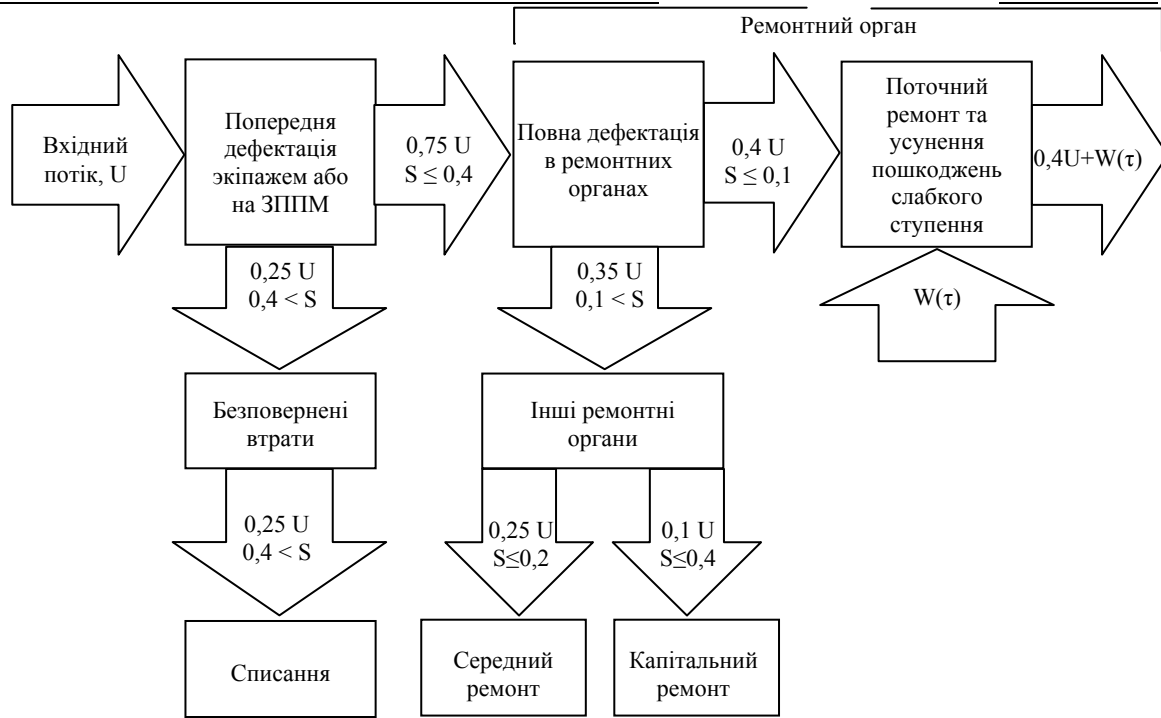 Ремонтний орган
Вхідний
потік, U
Попередня
дефектація
экіпажем або
на ЗППМ
0,75 U
S ≤ 0,4
Повна дефектація
в ремонтних
органах
0,4 U
S ≤ 0,1
Поточний
ремонт та
усунення
пошкоджень
слабкого
ступення
0,4U+W(τ)
0,25 U
0,4 < S
0,35 U
0,1 < S
W(τ)
Безповернені
втрати
Інші ремонтні
органи
0,25 U
0,4 < S
0,25 U
S≤0,2
0,1 U
S≤0,4
Списання
Середний
ремонт
Капітальний
ремонт